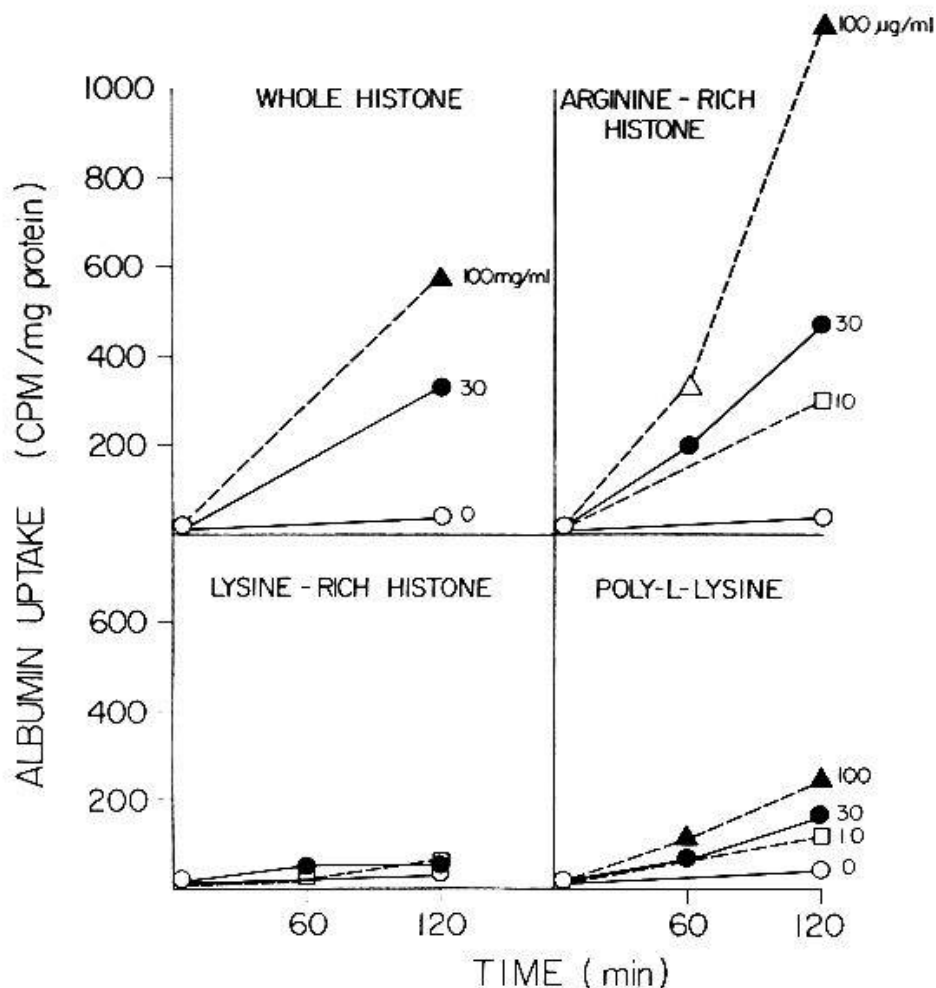 100 µg/ml
1000
WHOLE HISTONE
ARGININE - RICH
HISTONE
800
600
100mg/ml
400
30
30
10
200
0
LYSINE - RICH HISTONE
POLY-L-LYSINE
600
400
200
100
30
10
0
60
120
60
120
TIME (min)
ALBUMIN UPTAKE (CPM/mg protein)